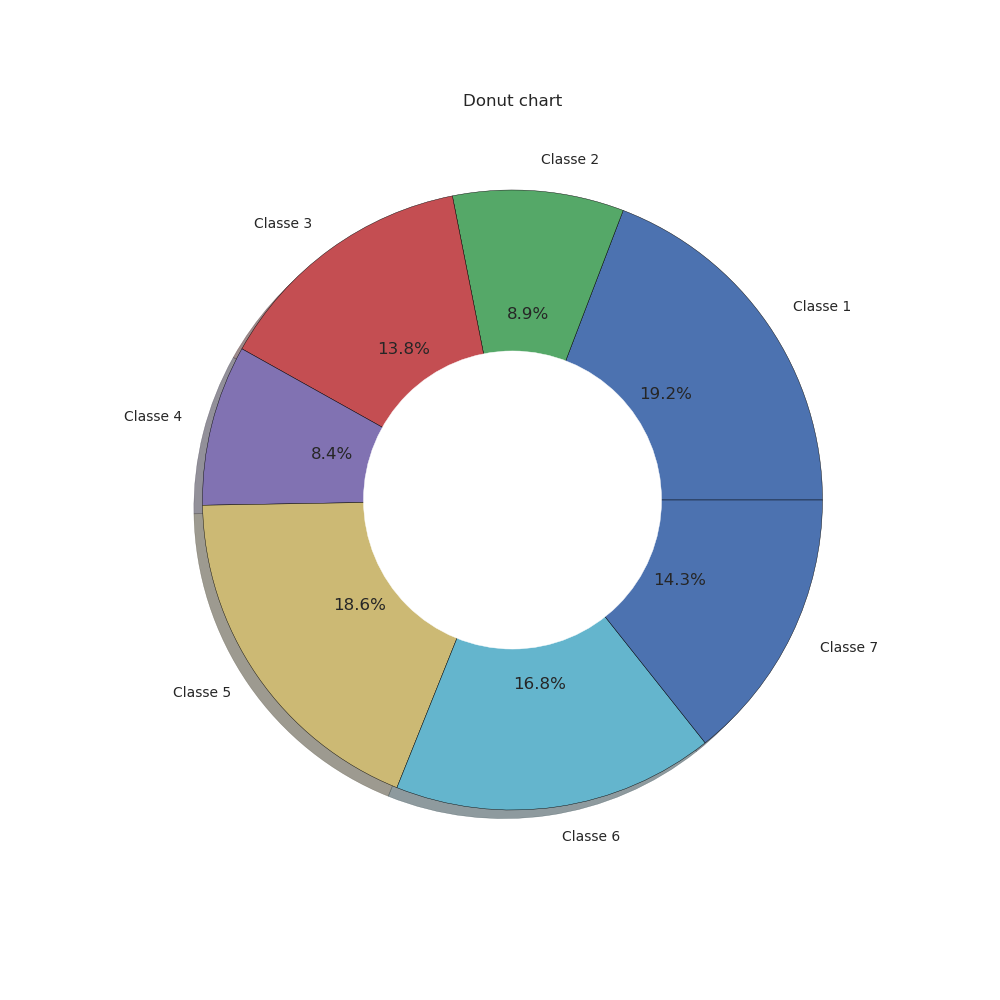 Donut chart
Classe 2
Classe 3
Classe 1
8.9%
13.8%
19.2%
Classe 4
8.4%
14.3%
18.6%
Classe 7
16.8%
Classe 5
Classe 6